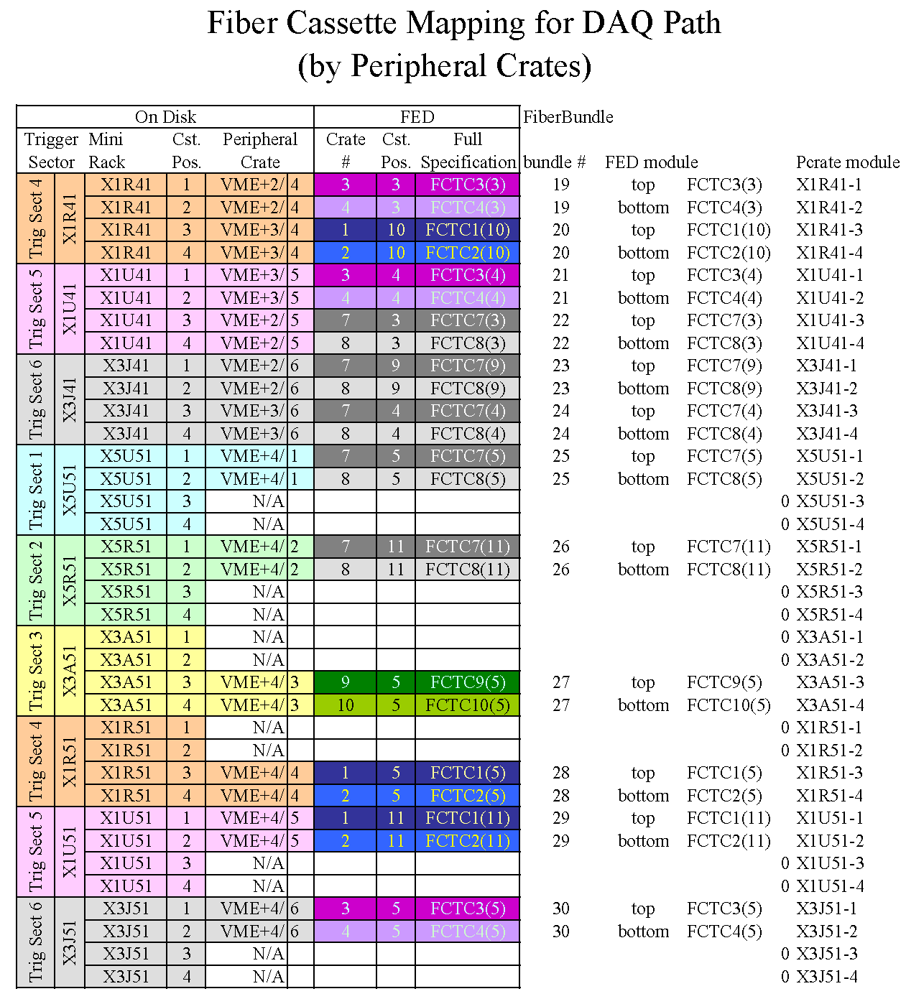 Fiber Cassette Mapping for DAQ Path
(by Peripheral Crates)
On Disk FED FiberBundle
Trigger Mini Cst. Peripheral Crate Cst. Full
Sector Rack Pos. Crate # Pos. Specification bundle # FED module Pcrate module
Trig Sect 4 X1R41
X1R41 1 VME+2/ 4 3 3 FCTC3(3) 19 top FCTC3(3) X1R41-1
X1R41 2 VME+2/ 4 4 3 FCTC4(3) 19 bottom FCTC4(3) X1R41-2
X1R41 3 VME+3/ 4 1 10 FCTC1(10) 20 top FCTC1(10) X1R41-3
X1R41 4 VME+3/ 4 2 10 FCTC2(10) 20 bottom FCTC2(10) X1R41-4
Trig Sect 5 X1U41
X1U41 1 VME+3/ 5 3 4 FCTC3(4) 21 top FCTC3(4) X1U41-1
X1U41 2 VME+3/ 5 4 4 FCTC4(4) 21 bottom FCTC4(4) X1U41-2
X1U41 3 VME+2/ 5 7 3 FCTC7(3) 22 top FCTC7(3) X1U41-3
X1U41 4 VME+2/ 5 8 3 FCTC8(3) 22 bottom FCTC8(3) X1U41-4
Trig Sect 6 X3J41
X3J41 1 VME+2/ 6 7 9 FCTC7(9) 23 top FCTC7(9) X3J41-1
X3J41 2 VME+2/ 6 8 9 FCTC8(9) 23 bottom FCTC8(9) X3J41-2
X3J41 3 VME+3/ 6 7 4 FCTC7(4) 24 top FCTC7(4) X3J41-3
X3J41 4 VME+3/ 6 8 4 FCTC8(4) 24 bottom FCTC8(4) X3J41-4
Trig Sect 1 X5U51
X5U51 1 VME+4/ 1 7 5 FCTC7(5) 25 top FCTC7(5) X5U51-1
X5U51 2 VME+4/ 1 8 5 FCTC8(5) 25 bottom FCTC8(5) X5U51-2
X5U51 3 N/A 0 X5U51-3
X5U51 4 N/A 0 X5U51-4
Trig Sect 2 X5R51
X5R51 1 VME+4/ 2 7 11 FCTC7(11) 26 top FCTC7(11) X5R51-1
X5R51 2 VME+4/ 2 8 11 FCTC8(11) 26 bottom FCTC8(11) X5R51-2
X5R51 3 N/A 0 X5R51-3
X5R51 4 N/A 0 X5R51-4
Trig Sect 3 X3A51
X3A51 1 N/A 0 X3A51-1
X3A51 2 N/A 0 X3A51-2
X3A51 3 VME+4/ 3 9 5 FCTC9(5) 27 top FCTC9(5) X3A51-3
X3A51 4 VME+4/ 3 10 5 FCTC10(5) 27 bottom FCTC10(5) X3A51-4
Trig Sect 4 X1R51
X1R51 1 N/A 0 X1R51-1
X1R51 2 N/A 0 X1R51-2
X1R51 3 VME+4/ 4 1 5 FCTC1(5) 28 top FCTC1(5) X1R51-3
X1R51 4 VME+4/ 4 2 5 FCTC2(5) 28 bottom FCTC2(5) X1R51-4
Trig Sect 5 X1U51
X1U51 1 VME+4/ 5 1 11 FCTC1(11) 29 top FCTC1(11) X1U51-1
X1U51 2 VME+4/ 5 2 11 FCTC2(11) 29 bottom FCTC2(11) X1U51-2
X1U51 3 N/A 0 X1U51-3
X1U51 4 N/A 0 X1U51-4
Trig Sect 6 X3J51
X3J51 1 VME+4/ 6 3 5 FCTC3(5) 30 top FCTC3(5) X3J51-1
X3J51 2 VME+4/ 6 4 5 FCTC4(5) 30 bottom FCTC4(5) X3J51-2
X3J51 3 N/A 0 X3J51-3
X3J51 4 N/A 0 X3J51-4